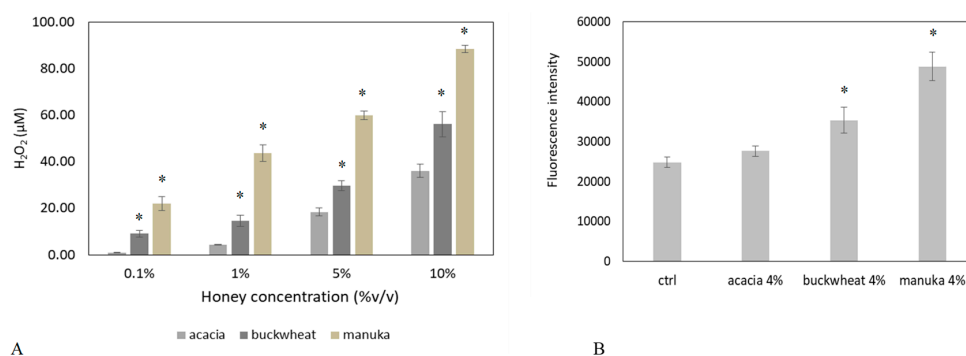 100.00
80.00
60.00
40.00
20.00
0.00
H₂O₂ (µM)
* * * * * * * *
0.1% 1% 5% 10%
Honey concentration (%v/v)
acacia buckwheat manuka
A
60000
50000
40000
30000
20000
10000
0
Fluorescence intensity
* *
ctrl acacia 4% buckwheat 4% manuka 4%
B